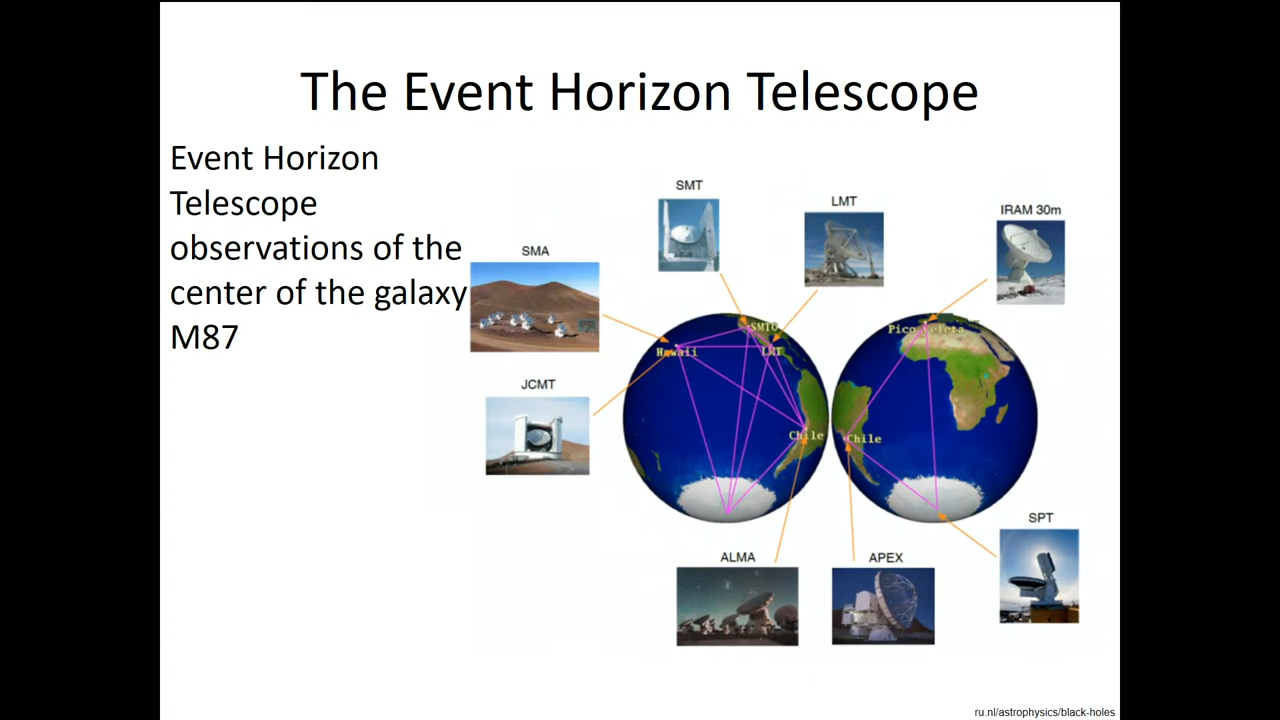 The Event Horizon Telescope
Event Horizon
Telescope
observations of the
center of the galaxy
M87
SMT
LMT
IRAM 30m
SMA
SMTO
Pico Veleta
Hawaii
LMT
JCMT
Chile
Chile
SPT
ALMA
APEX
ru.nl/astrophysics/black-holes